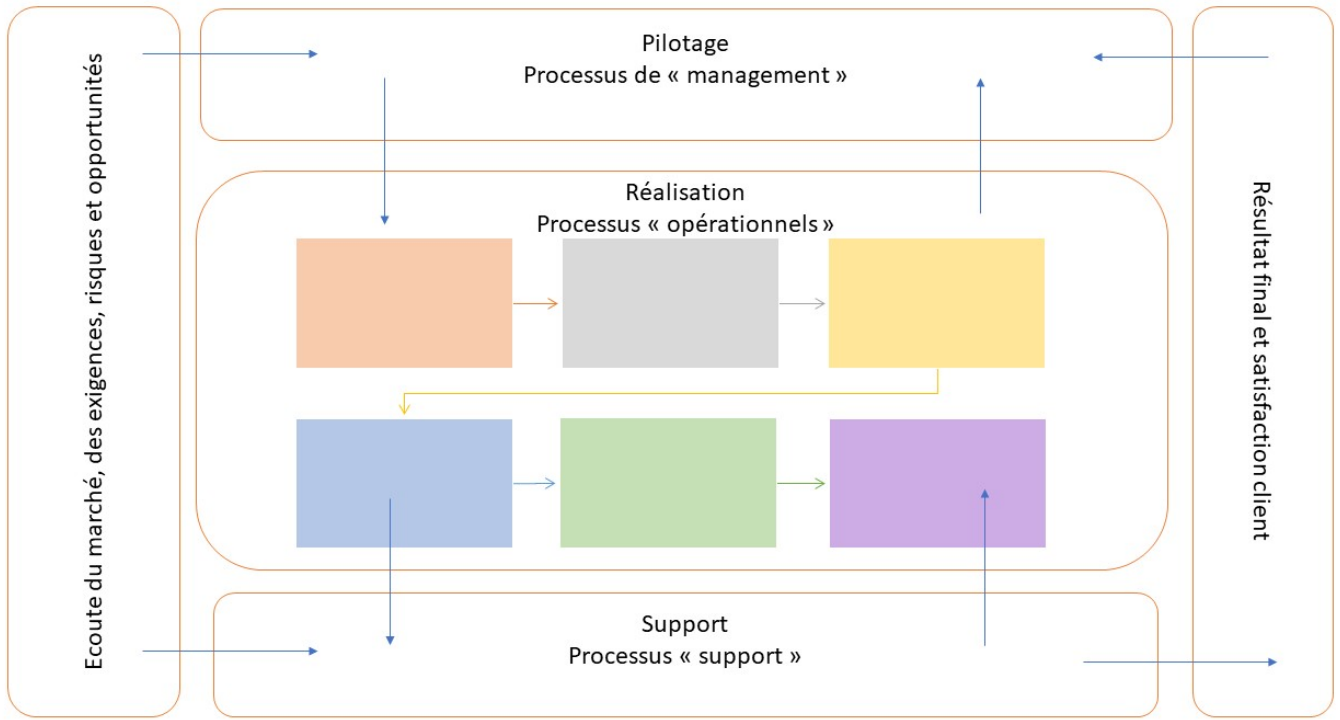 Ecoute du marché, des exigences, risques et opportunités
Pilotage
Processus de « management »
Réalisation
Processus « opérationnels »
Support
Processus « support »
Résultat final et satisfaction client